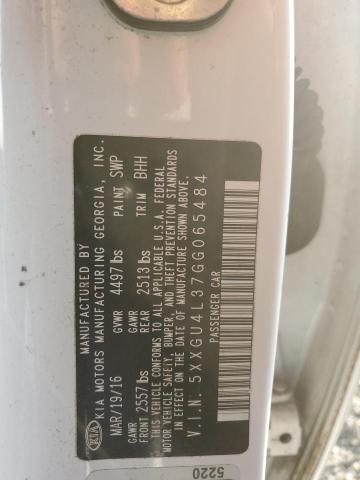 MANUFACTURED BY
KIA KIA MOTORS MANUFACTURING GEORGIA, INC.
MAR/19/16 GVWR 4497 lbs PAINT SWP
GAWR FRONT 2557 lbs GAWR REAR 2513 lbs TRIM BHH
THIS VEHICLE CONFORMS TO ALL APPLICABLE U.S.A. FEDERAL
MOTOR VEHICLE SAFETY, BUMPER, AND THEFT PREVENTION STANDARDS
IN EFFECT ON THE DATE OF MANUFACTURE SHOWN ABOVE.
V.I.N. 5XXGU4L37GG065484
PASSENGER CAR
5220